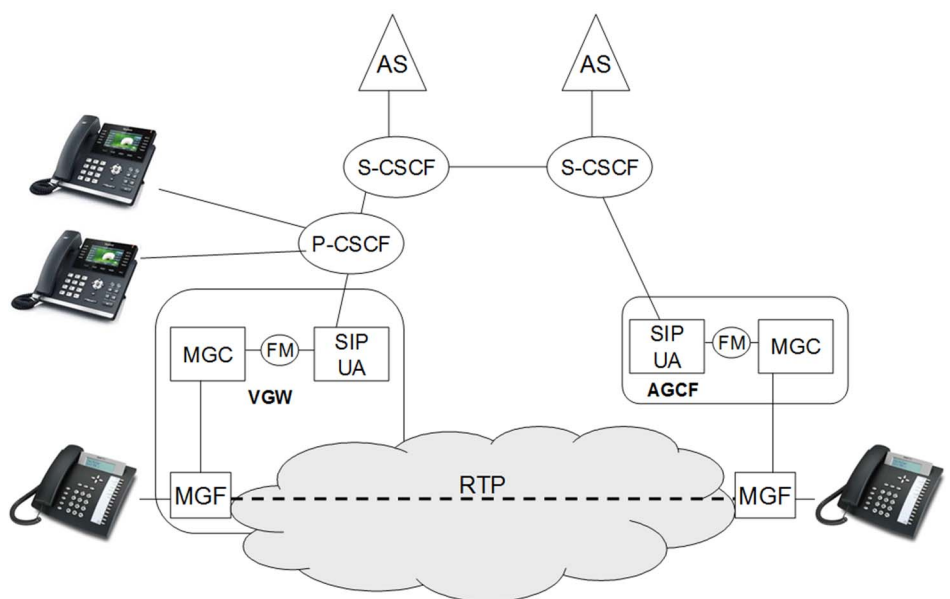 AS
AS
S-CSCF
S-CSCF
P-CSCF
MGC
FM
SIP
UA
VGW
SIP
UA
FM
MGC
AGCF
MGF
RTP
MGF